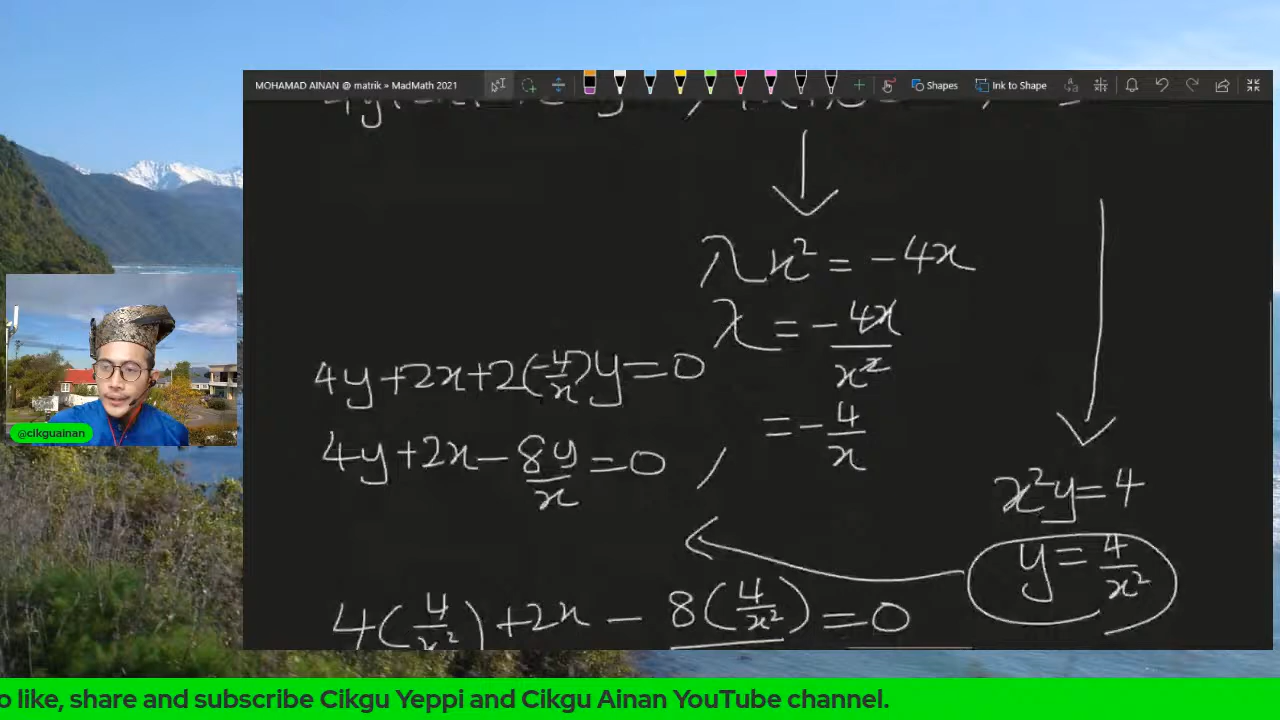 MOHAMAD AINAN @ matrik » MadMath 2021
Shapes
Ink to Shape
λx² = -4x
λ = - 4x/x²
= - 4/x
4y+2x+2(-4/x)y=0
4y+2x- 8y/x =0 ,
x²y=4
y= 4/x²
4(4/x²)+2x - 8(4/x²) =0
@cikguainan
o like, share and subscribe Cikgu Yeppi and Cikgu Ainan YouTube channel.